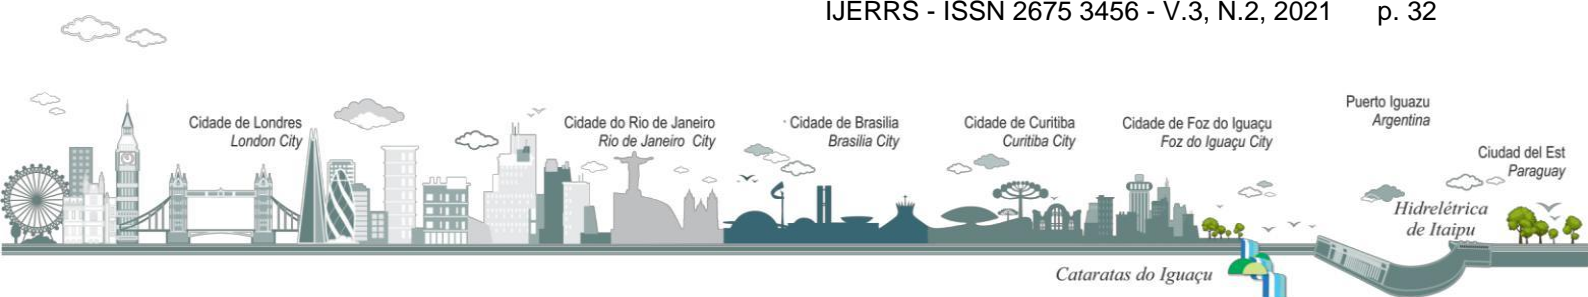 IJERRS - ISSN 2675 3456 - V.3, N.2, 2021 p. 32
Cidade de Londres
London City
Cidade do Rio de Janeiro
Rio de Janeiro City
Cidade de Brasilia
Brasilia City
Cidade de Curitiba
Curitiba City
Cidade de Foz do Iguaçu
Foz do Iguaçu City
Puerto Iguazu
Argentina
Ciudad del Est
Paraguay
Hidrelétrica
de Itaipu
Cataratas do Iguaçu